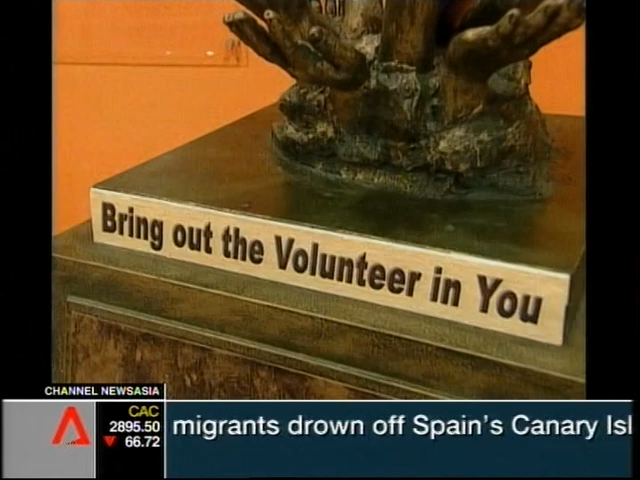 Bring out the Volunteer in You
CHANNEL NEWSASIA
CAC
2895.50
▼ 66.72
migrants drown off Spain's Canary Isl